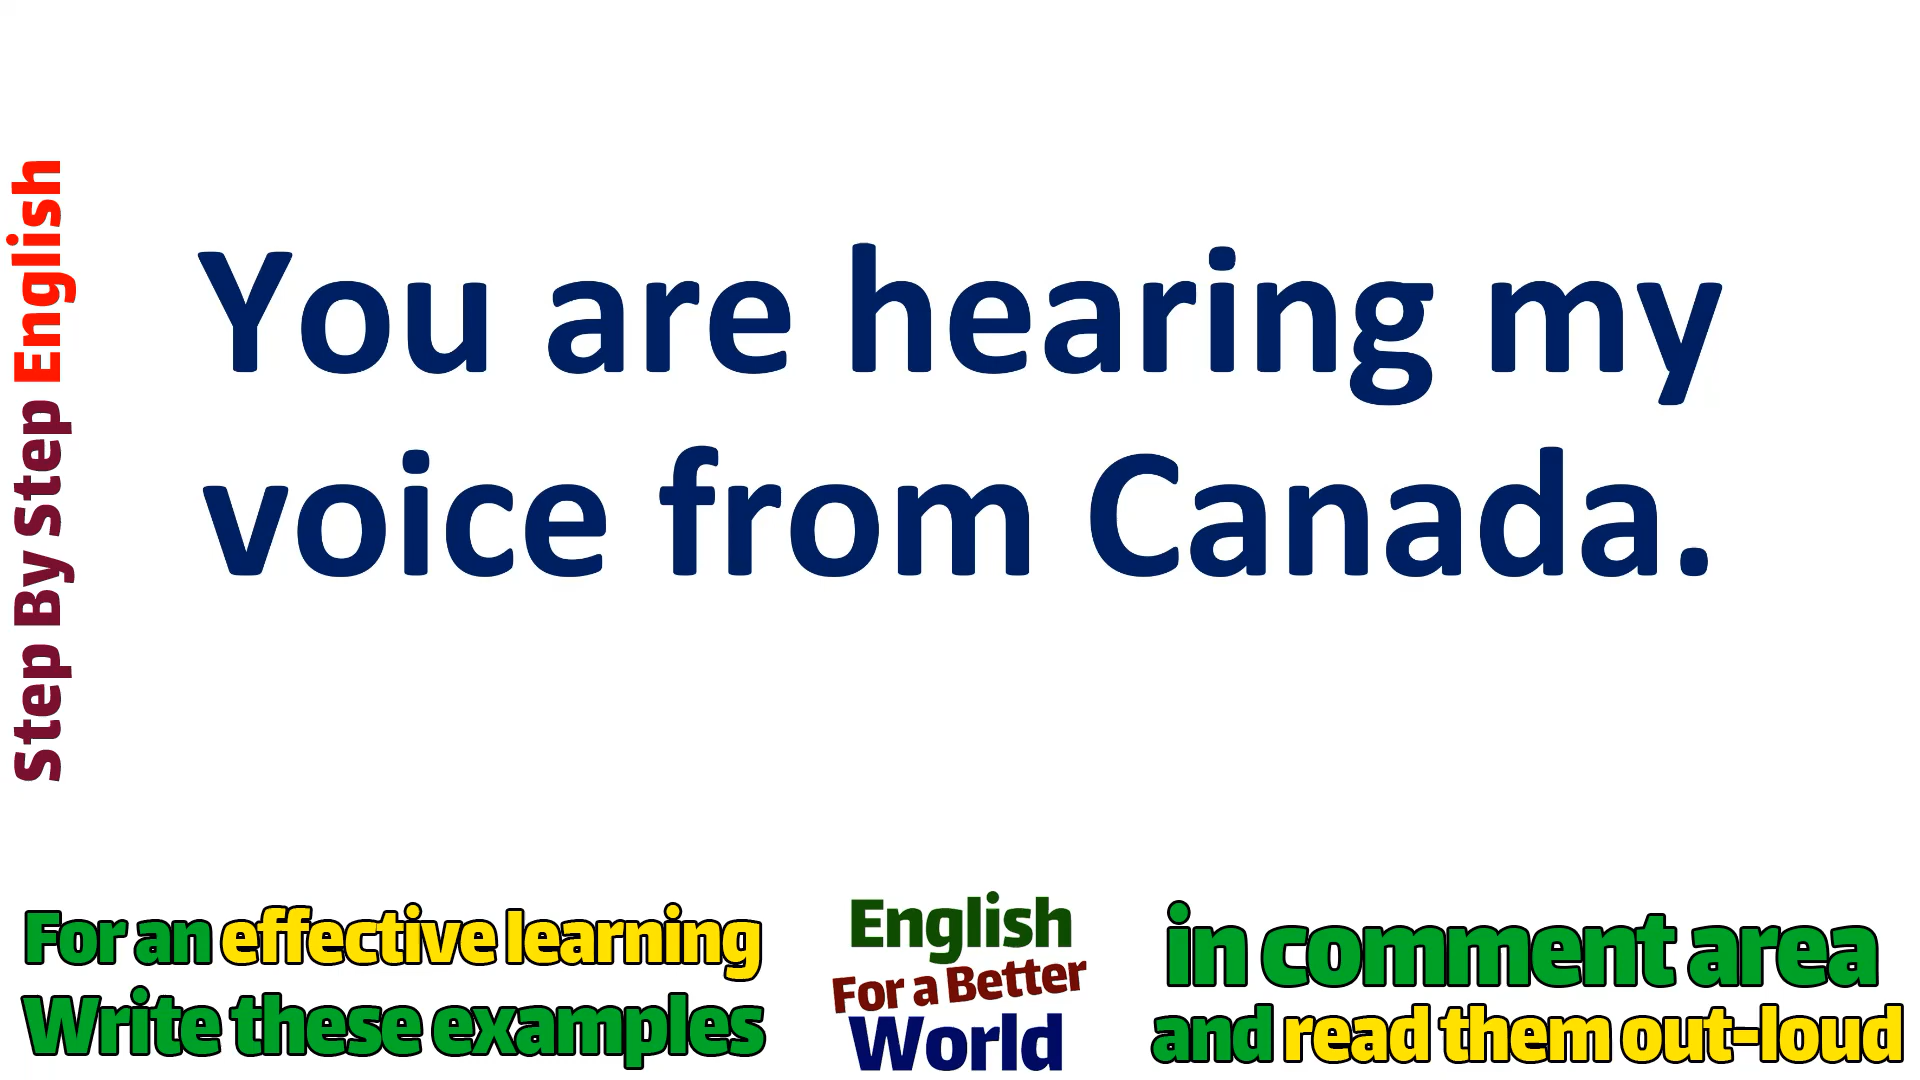 Step By Step English
You are hearing my
voice from Canada.
For an effective learning
Write these examples
English
For a Better
World
in comment area
and read them out-loud